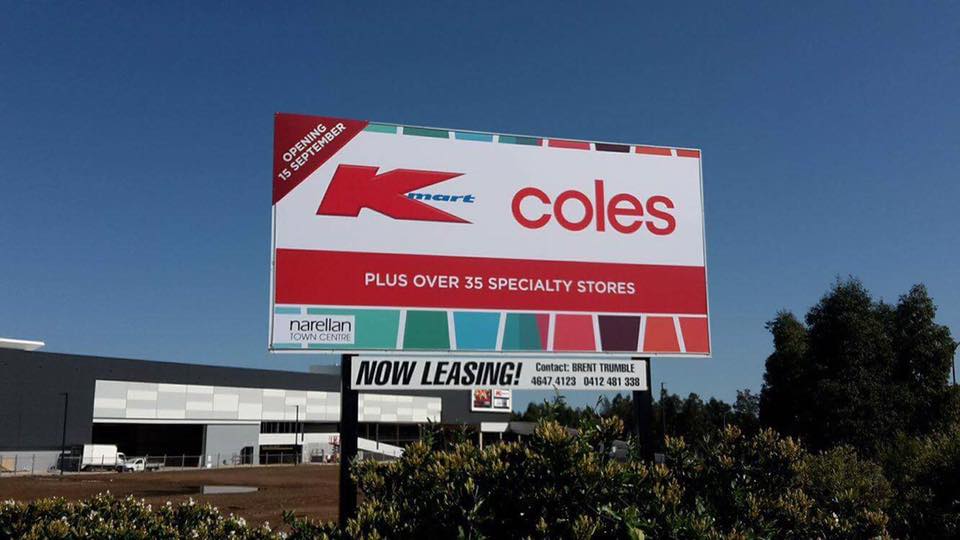 OPENING
15 SEPTEMBER
Kmart
coles
PLUS OVER 35 SPECIALTY STORES
narellan
TOWN CENTRE
NOW LEASING!
Contact: BRENT TRUMBLE
4647 4123 0412 481 338